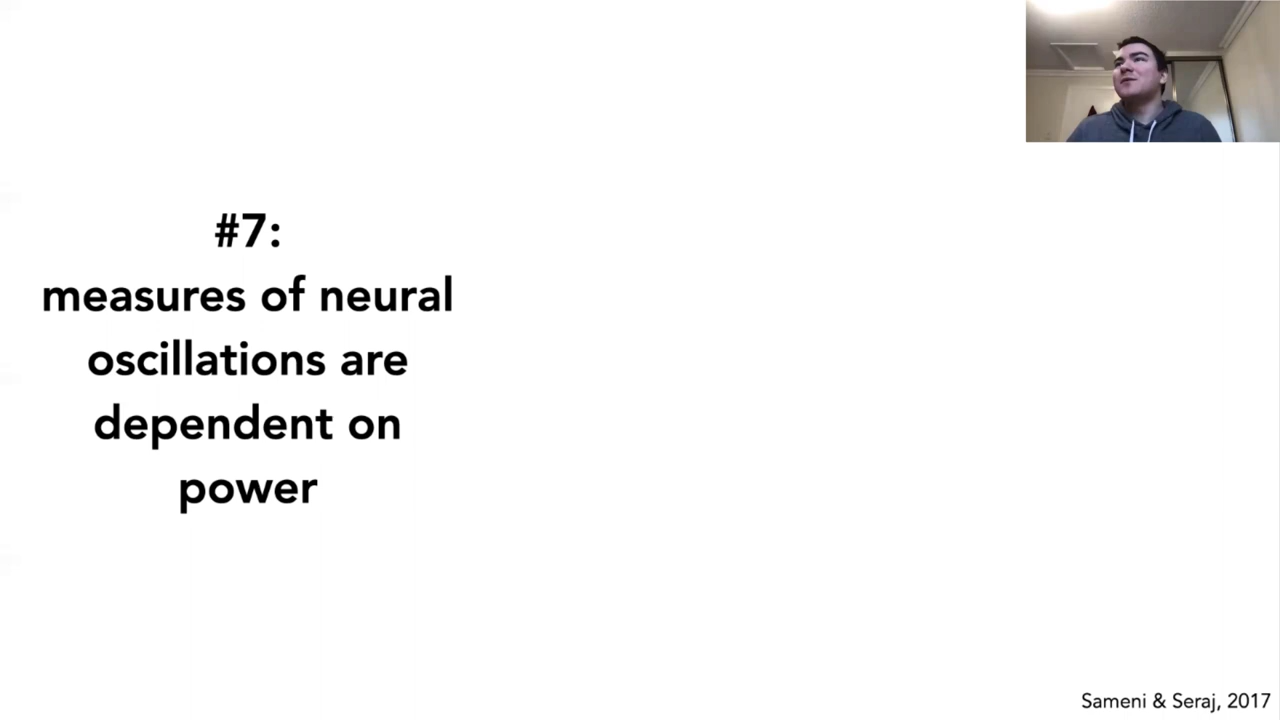 #7:
measures of neural
oscillations are
dependent on
power
Sameni & Seraj, 2017